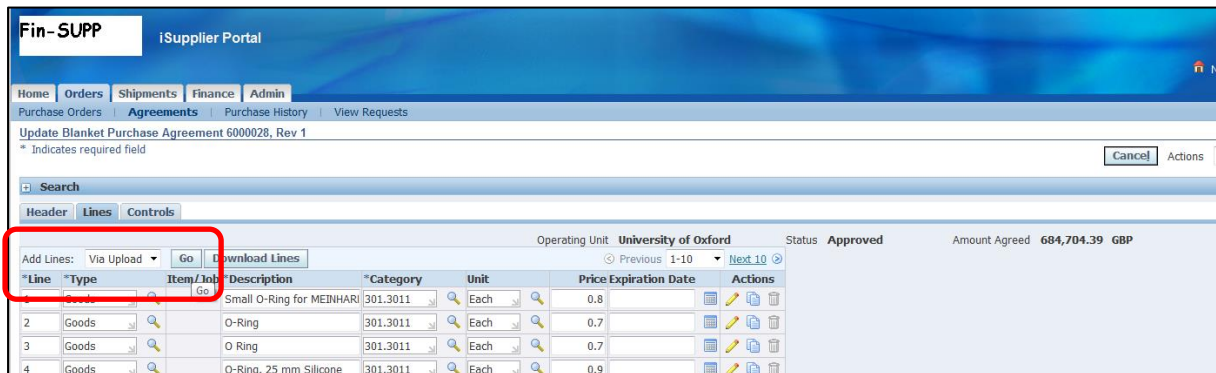 Fin-SUPP
iSupplier Portal
N
Home Orders Shipments Finance Admin
Purchase Orders | Agreements | Purchase History | View Requests
Update Blanket Purchase Agreement 6000028, Rev 1
* Indicates required field
Cancel Actions
Search
Header Lines Controls
Operating Unit University of Oxford Status Approved Amount Agreed 684,704.39 GBP
Add Lines: Via Upload Go Download Lines Previous 1-10 Next 10
*Line *Type Item/Job *Description *Category Unit Price Expiration Date Actions
Goods Go Small O-Ring for MEINHAR 301.3011 Each 0.8
2 Goods O-Ring 301.3011 Each 0.7
3 Goods O Ring 301.3011 Each 0.7
4 Goods O-Ring, 25 mm Silicone 301.3011 Each 0.9